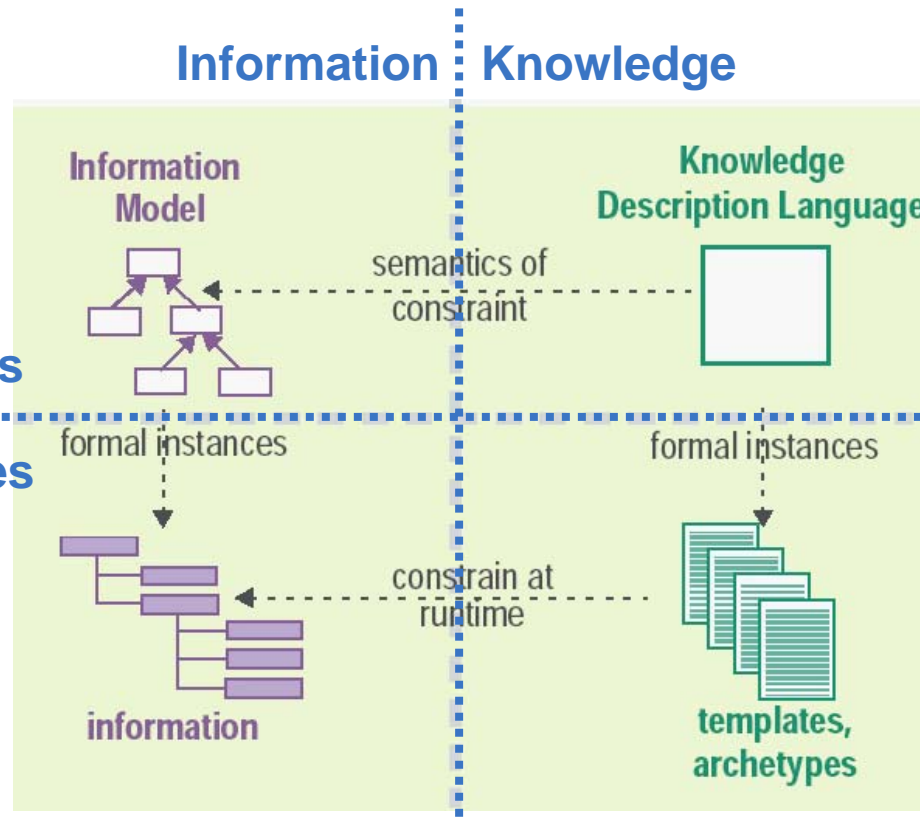 Information Knowledge
Information
Model
Knowledge
Description Language
semantics of
constraint
s
formal instances
formal instances
es
constrain at
runtime
information
templates,
archetypes